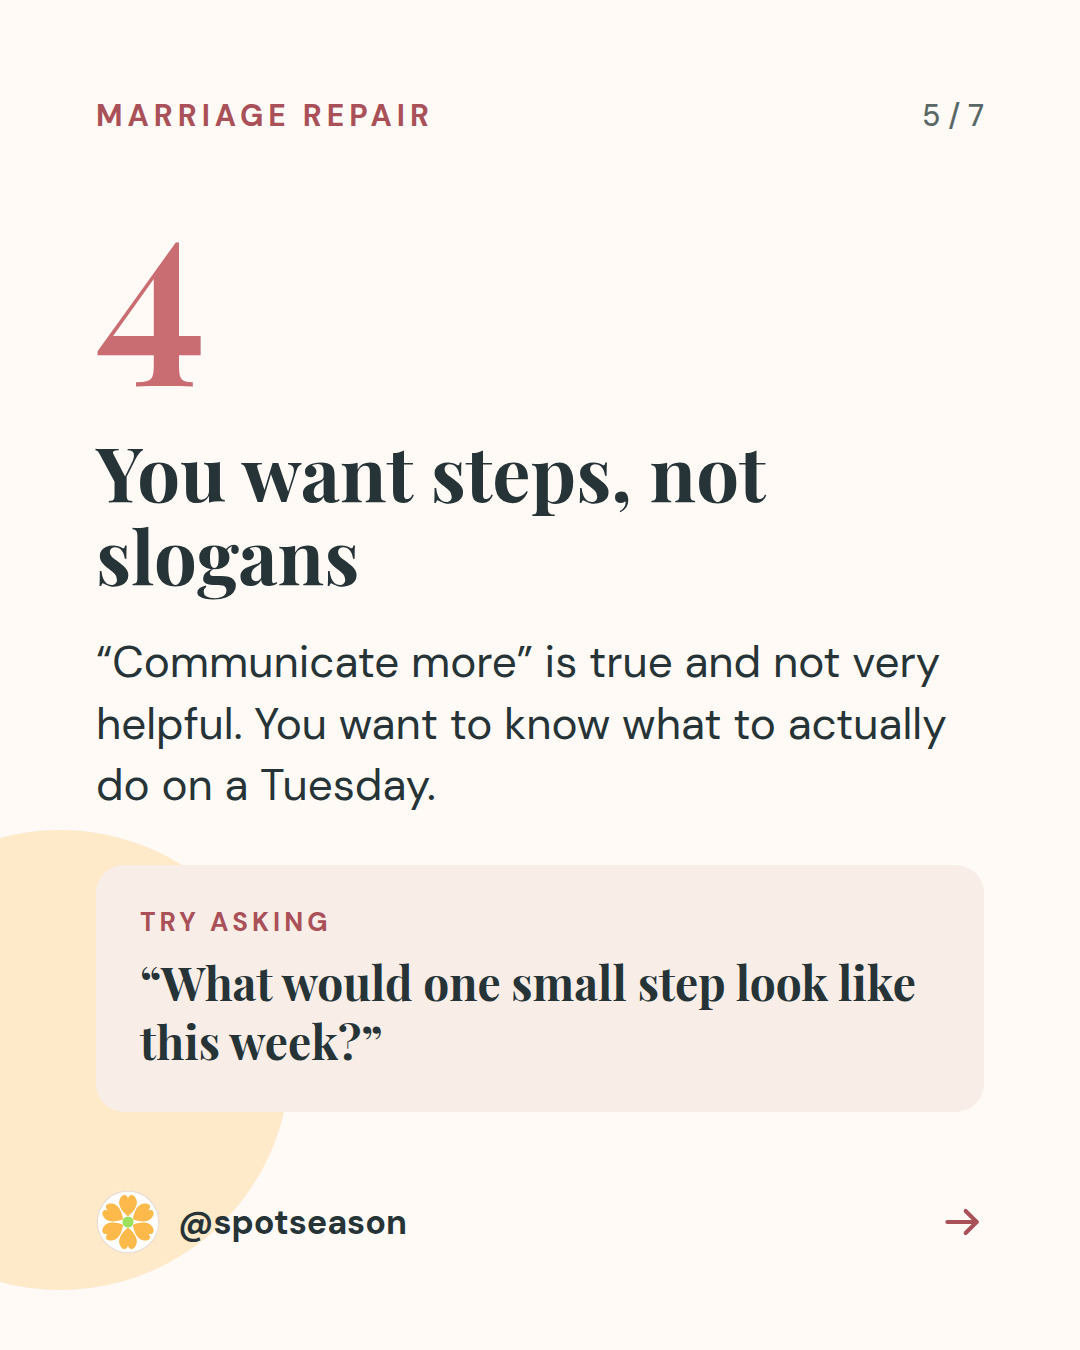 MARRIAGE REPAIR
5 / 7
4
You want steps, not
slogans
“Communicate more” is true and not very
helpful. You want to know what to actually
do on a Tuesday.
TRY ASKING
“What would one small step look like
this week?”
@spotseason